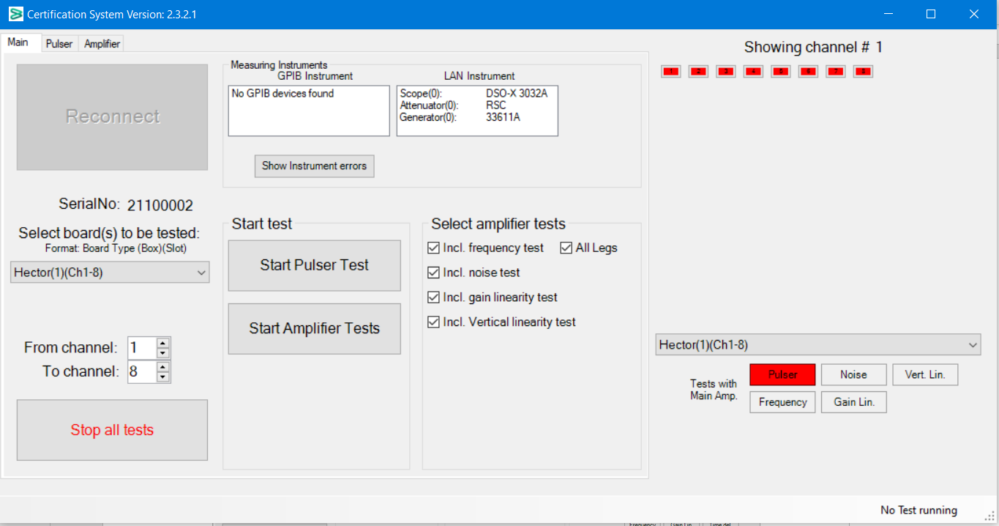 Certification System Version: 2.3.2.1
Main Pulser Amplifier
Showing channel # 1
1 2 3 4 5 6 7 8
Reconnect
Measuring Instruments
GPIB Instrument
No GPIB devices found
LAN Instrument
Scope(0): DSO-X 3032A
Attenuator(0): RSC
Generator(0): 33611A
Show Instrument errors
SerialNo: 21100002
Select board(s) to be tested:
Format: Board Type (Box)(Slot)
Hector(1)(Ch1-8)
From channel: 1
To channel: 8
Stop all tests
Start test
Start Pulser Test
Start Amplifier Tests
Select amplifier tests
Incl. frequency test All Legs
Incl. noise test
Incl. gain linearity test
Incl. Vertical linearity test
Hector(1)(Ch1-8)
Tests with
Main Amp.
Pulser Noise Vert. Lin.
Frequency Gain Lin.
No Test running
Frequency Gain Lin Time del